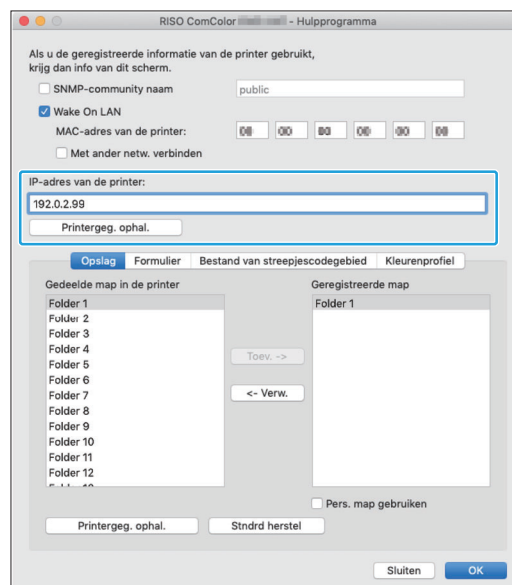 RISO ComColor - Hulpprogramma
Als u de geregistreerde informatie van de printer gebruikt,
krijg dan info van dit scherm.
SNMP-community naam public
Wake On LAN
MAC-adres van de printer:
Met ander netw. verbinden
IP-adres van de printer:
192.0.2.99
Printergeg. ophal.
Opslag Formulier Bestand van streepjescodegebied Kleurenprofiel
Gedeelde map in de printer
Folder 1
Folder 2
Folder 3
Folder 4
Folder 5
Folder 6
Folder 7
Folder 8
Folder 9
Folder 10
Folder 11
Folder 12
Toev. ->
<- Verw.
Geregistreerde map
Folder 1
Pers. map gebruiken
Printergeg. ophal. Stndrd herstel
Sluiten OK